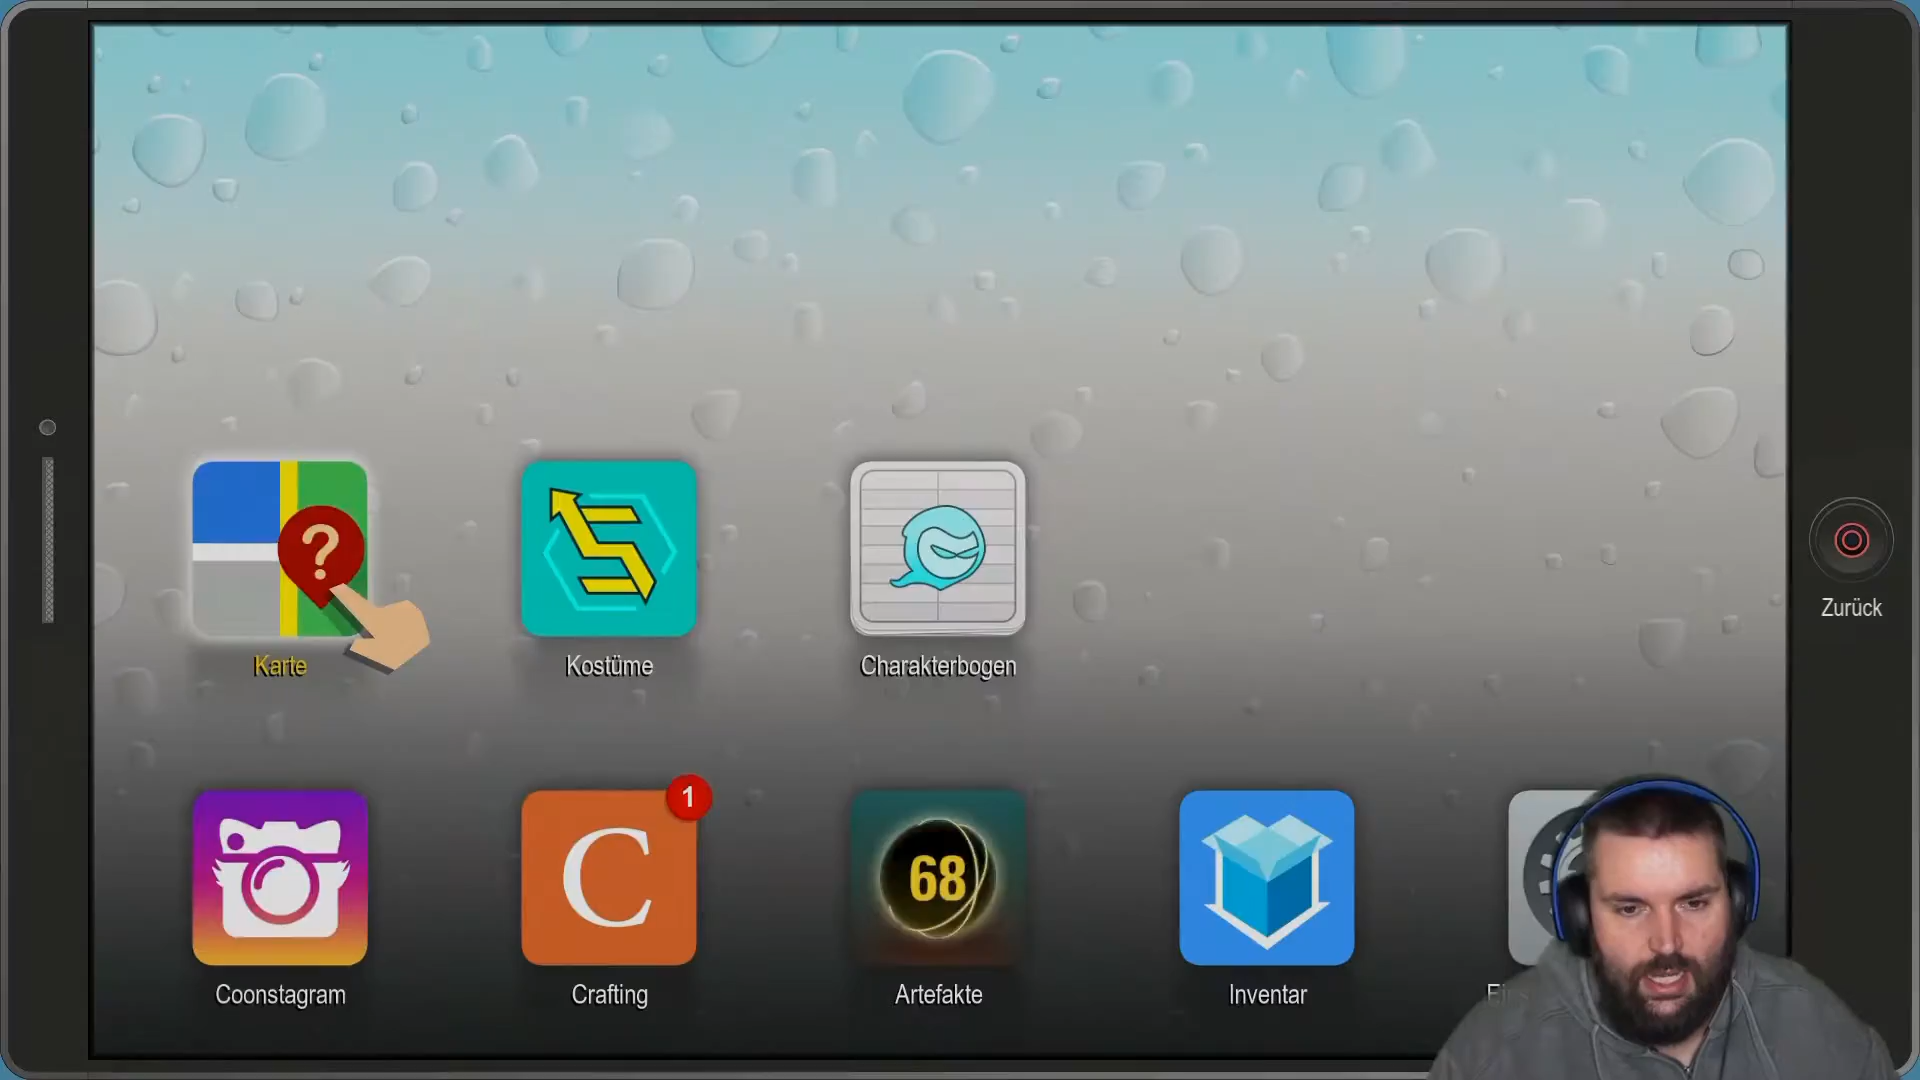 ?
Karte
Kostüme
Charakterbogen
Zurück
1
C
68
Coonstagram
Crafting
Artefakte
Inventar